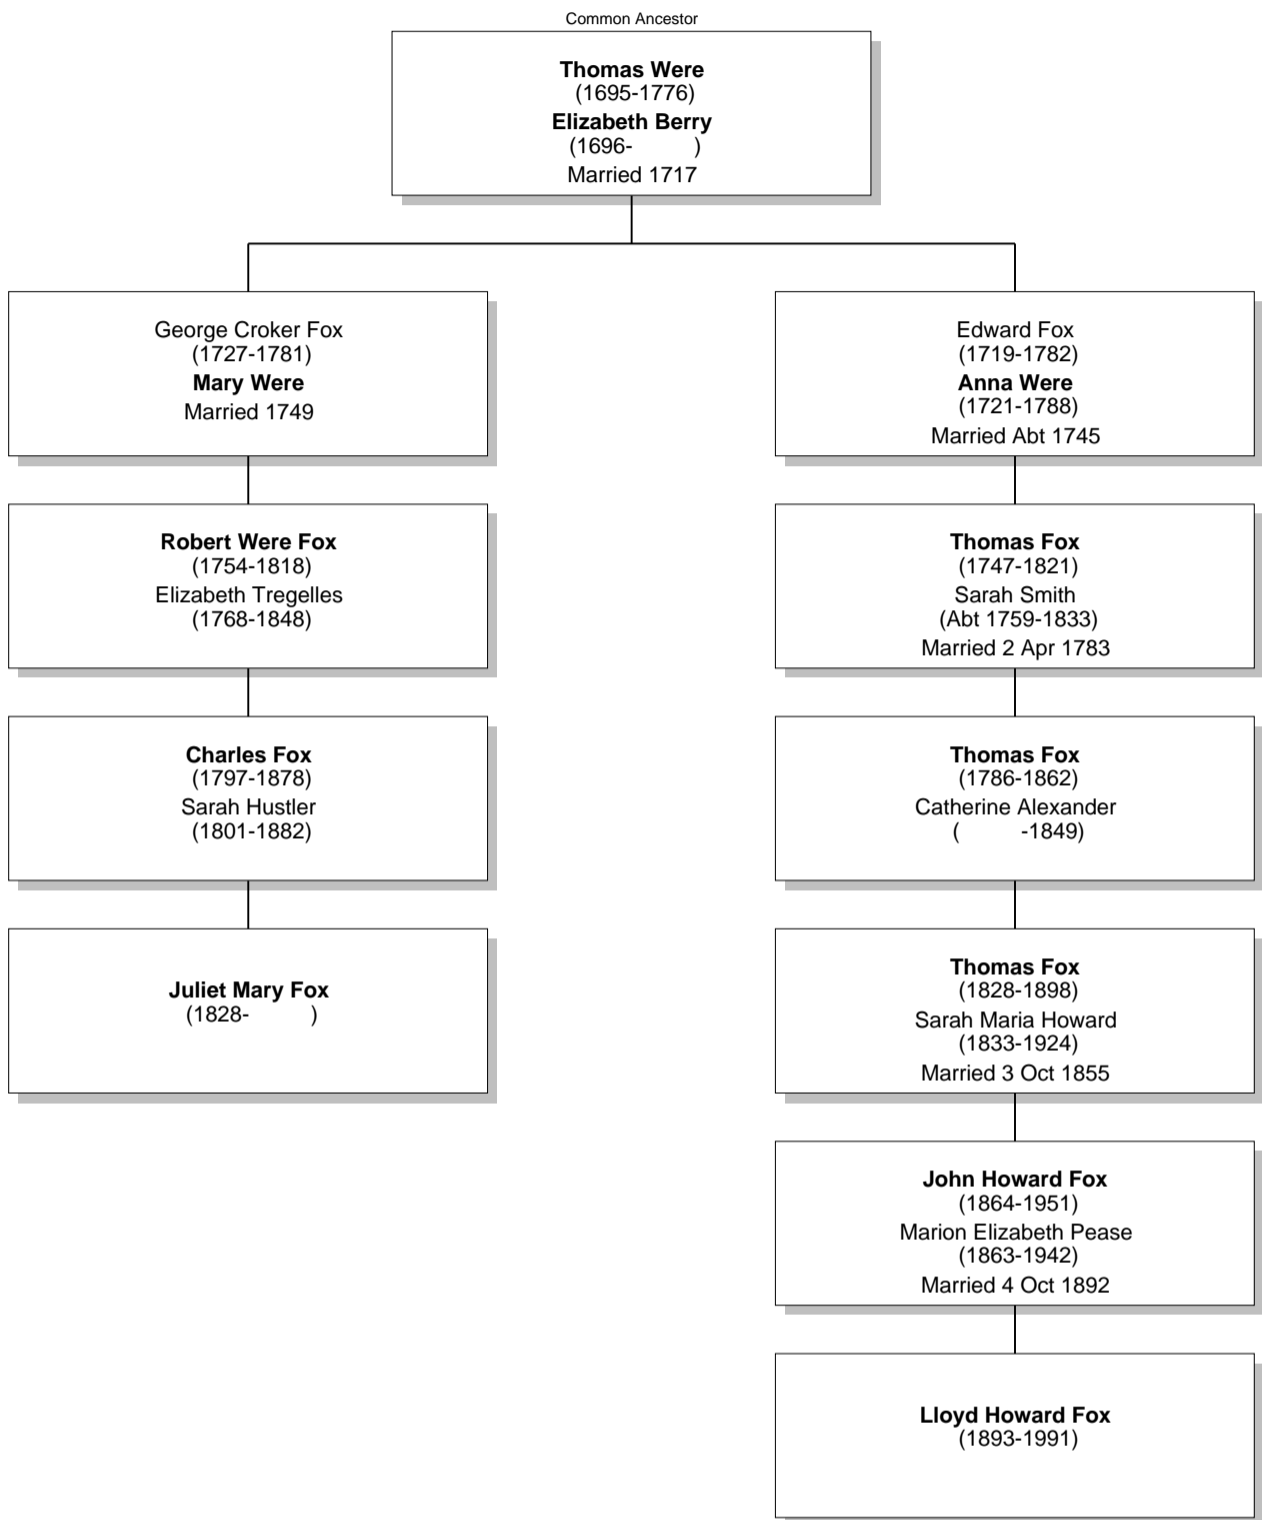 Common Ancestor
Thomas Were
(1695-1776)
Elizabeth Berry
(1696- )
Married 1717
George Croker Fox
(1727-1781)
Mary Were
Married 1749
Edward Fox
(1719-1782)
Anna Were
(1721-1788)
Married Abt 1745
Robert Were Fox
(1754-1818)
Elizabeth Tregelles
(1768-1848)
Thomas Fox
(1747-1821)
Sarah Smith
(Abt 1759-1833)
Married 2 Apr 1783
Charles Fox
(1797-1878)
Sarah Hustler
(1801-1882)
Thomas Fox
(1786-1862)
Catherine Alexander
( -1849)
Juliet Mary Fox
(1828- )
Thomas Fox
(1828-1898)
Sarah Maria Howard
(1833-1924)
Married 3 Oct 1855
John Howard Fox
(1864-1951)
Marion Elizabeth Pease
(1863-1942)
Married 4 Oct 1892
Lloyd Howard Fox
(1893-1991)